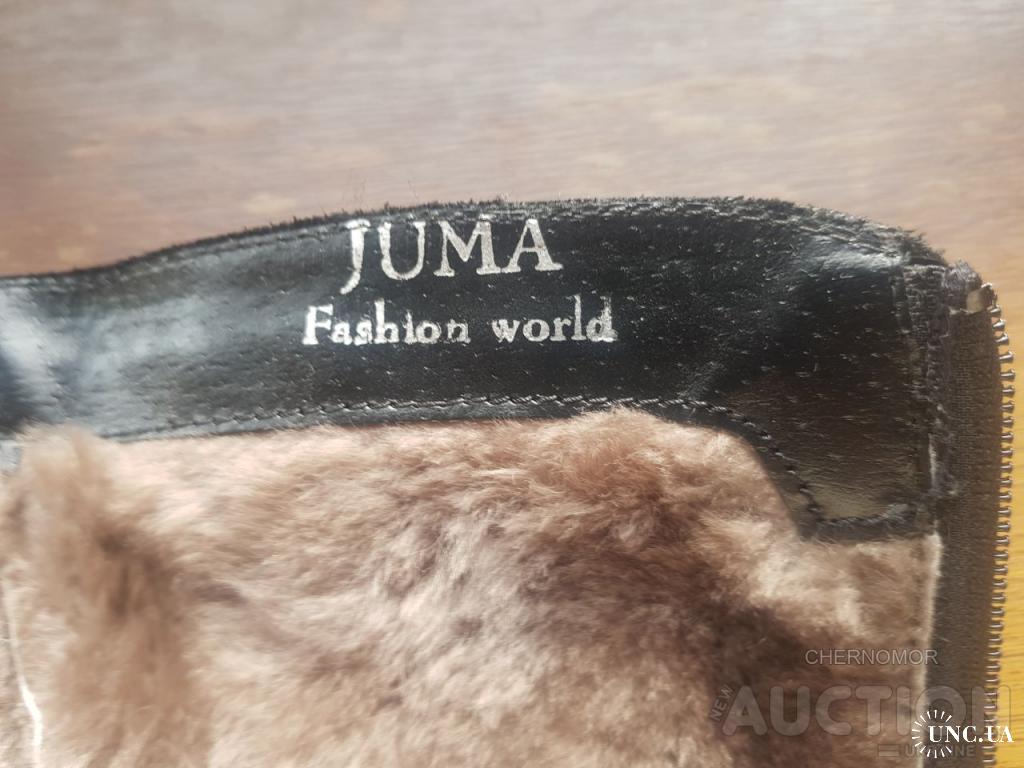 JUMA
Fashion world
CHERNOMOR
NEW AUCTION
UNC.UA